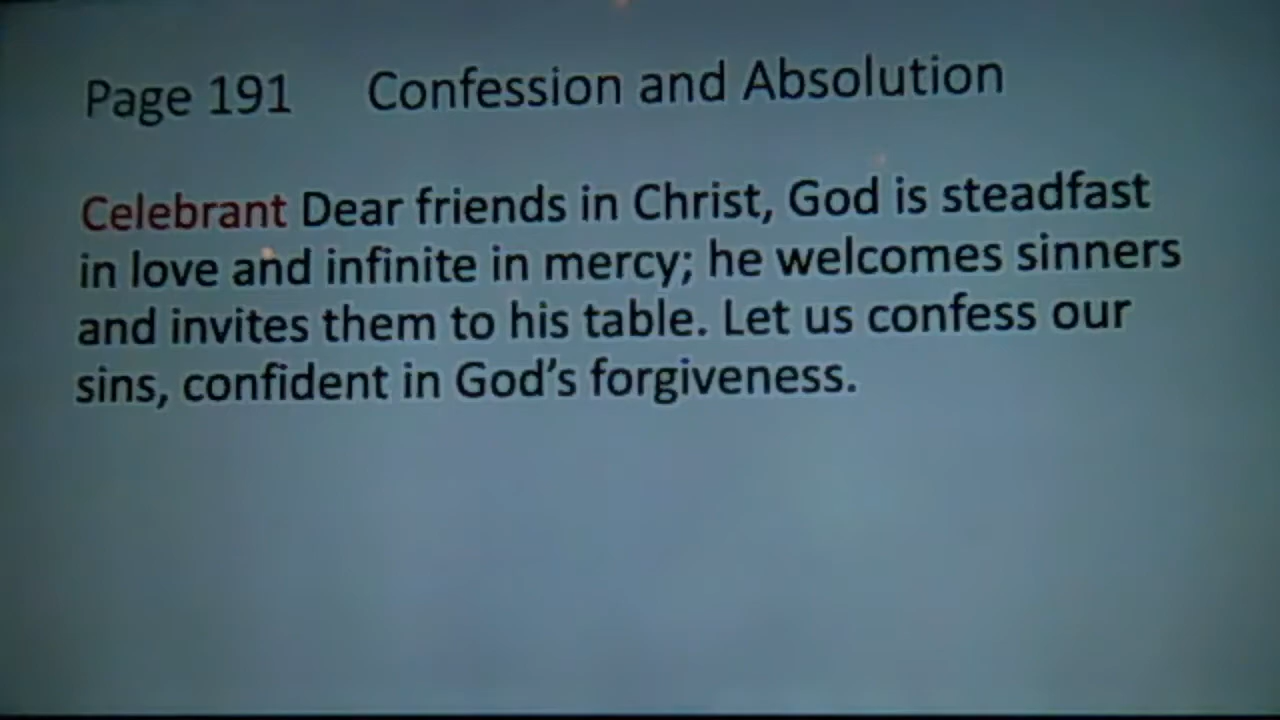 Page 191 Confession and Absolution
Celebrant Dear friends in Christ, God is steadfast
in love and infinite in mercy; he welcomes sinners
and invites them to his table. Let us confess our
sins, confident in God’s forgiveness.